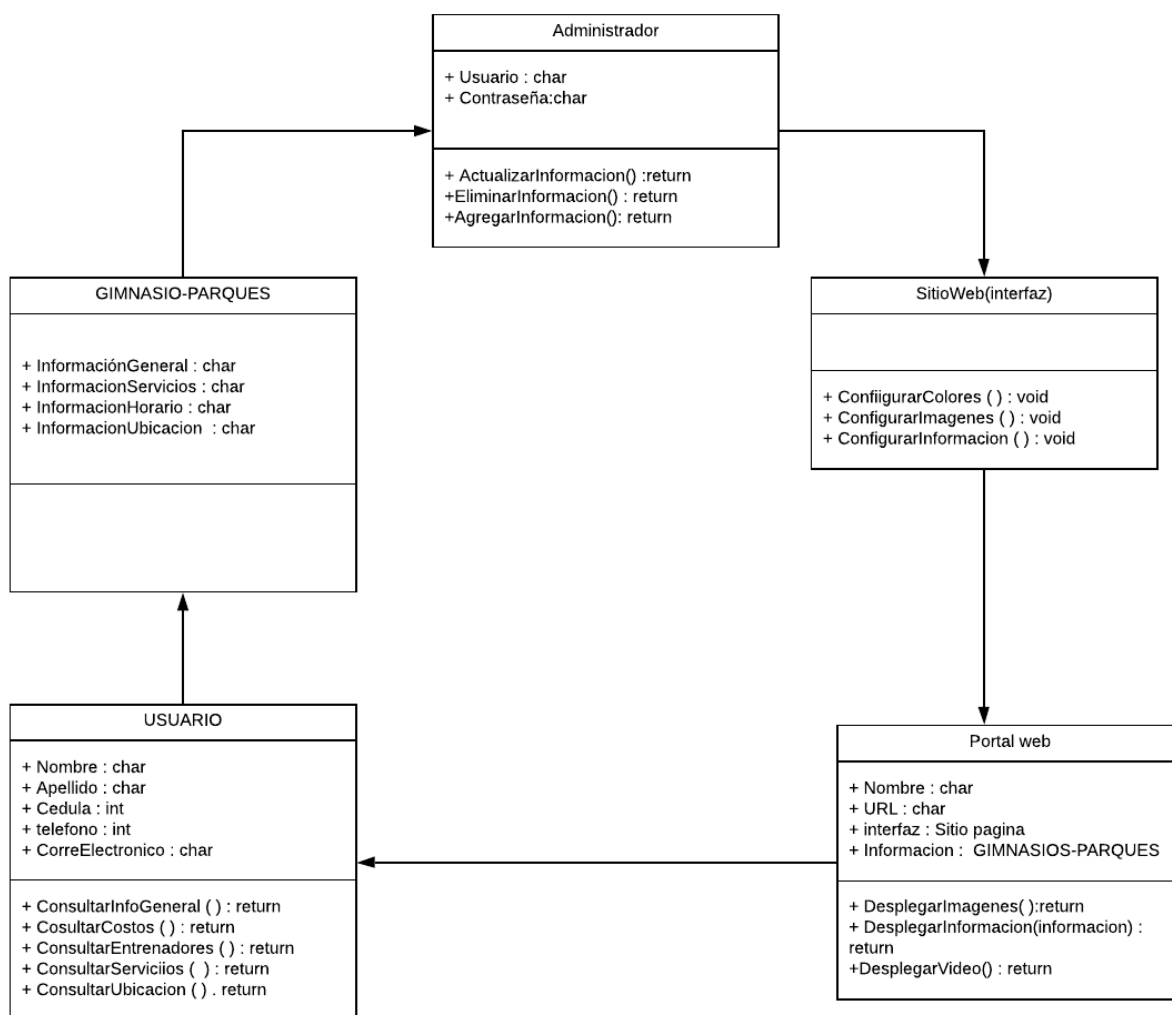 Administrador
+ Usuario : char
+ Contraseña:char
+ ActualizarInformacion() :return
+EliminarInformacion() : return
+AgregarInformacion(): return
GIMNASIO-PARQUES
+ InformaciónGeneral : char
+ InformacionServicios : char
+ InformacionHorario : char
+ InformacionUbicacion : char
SitioWeb(interfaz)
+ ConfiigurarColores ( ) : void
+ ConfigurarImagenes ( ) : void
+ ConfigurarInformacion ( ) : void
USUARIO
+ Nombre : char
+ Apellido : char
+ Cedula : int
+ telefono : int
+ CorreElectronico : char
+ ConsultarInfoGeneral ( ) : return
+ CosultarCostos ( ) : return
+ ConsultarEntrenadores ( ) : return
+ ConsultarServiciios ( ) : return
+ ConsultarUbicacion ( ) . return
Portal web
+ Nombre : char
+ URL : char
+ interfaz : Sitio pagina
+ Informacion : GIMNASIOS-PARQUES
+ DesplegarImagenes( ):return
+ DesplegarInformacion(informacion) :
return
+DesplegarVideo() : return